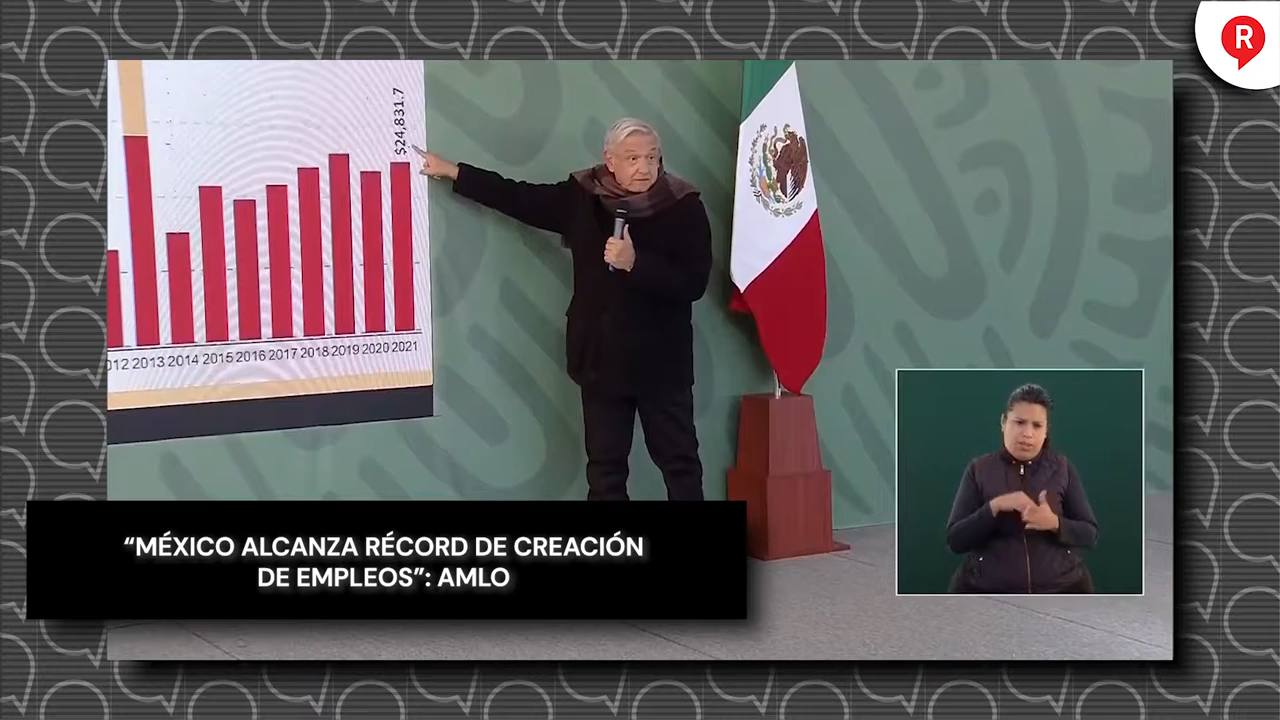 R
$24,831.7
012 2013 2014 2015 2016 2017 2018 2019 2020 2021
“MÉXICO ALCANZA RÉCORD DE CREACIÓN
DE EMPLEOS”: AMLO